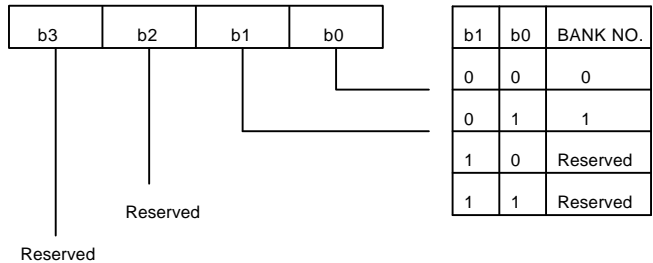 b3 b2 b1 b0
b1 b0 BANK NO.
0 0 0
0 1 1
1 0 Reserved
1 1 Reserved
Reserved
Reserved